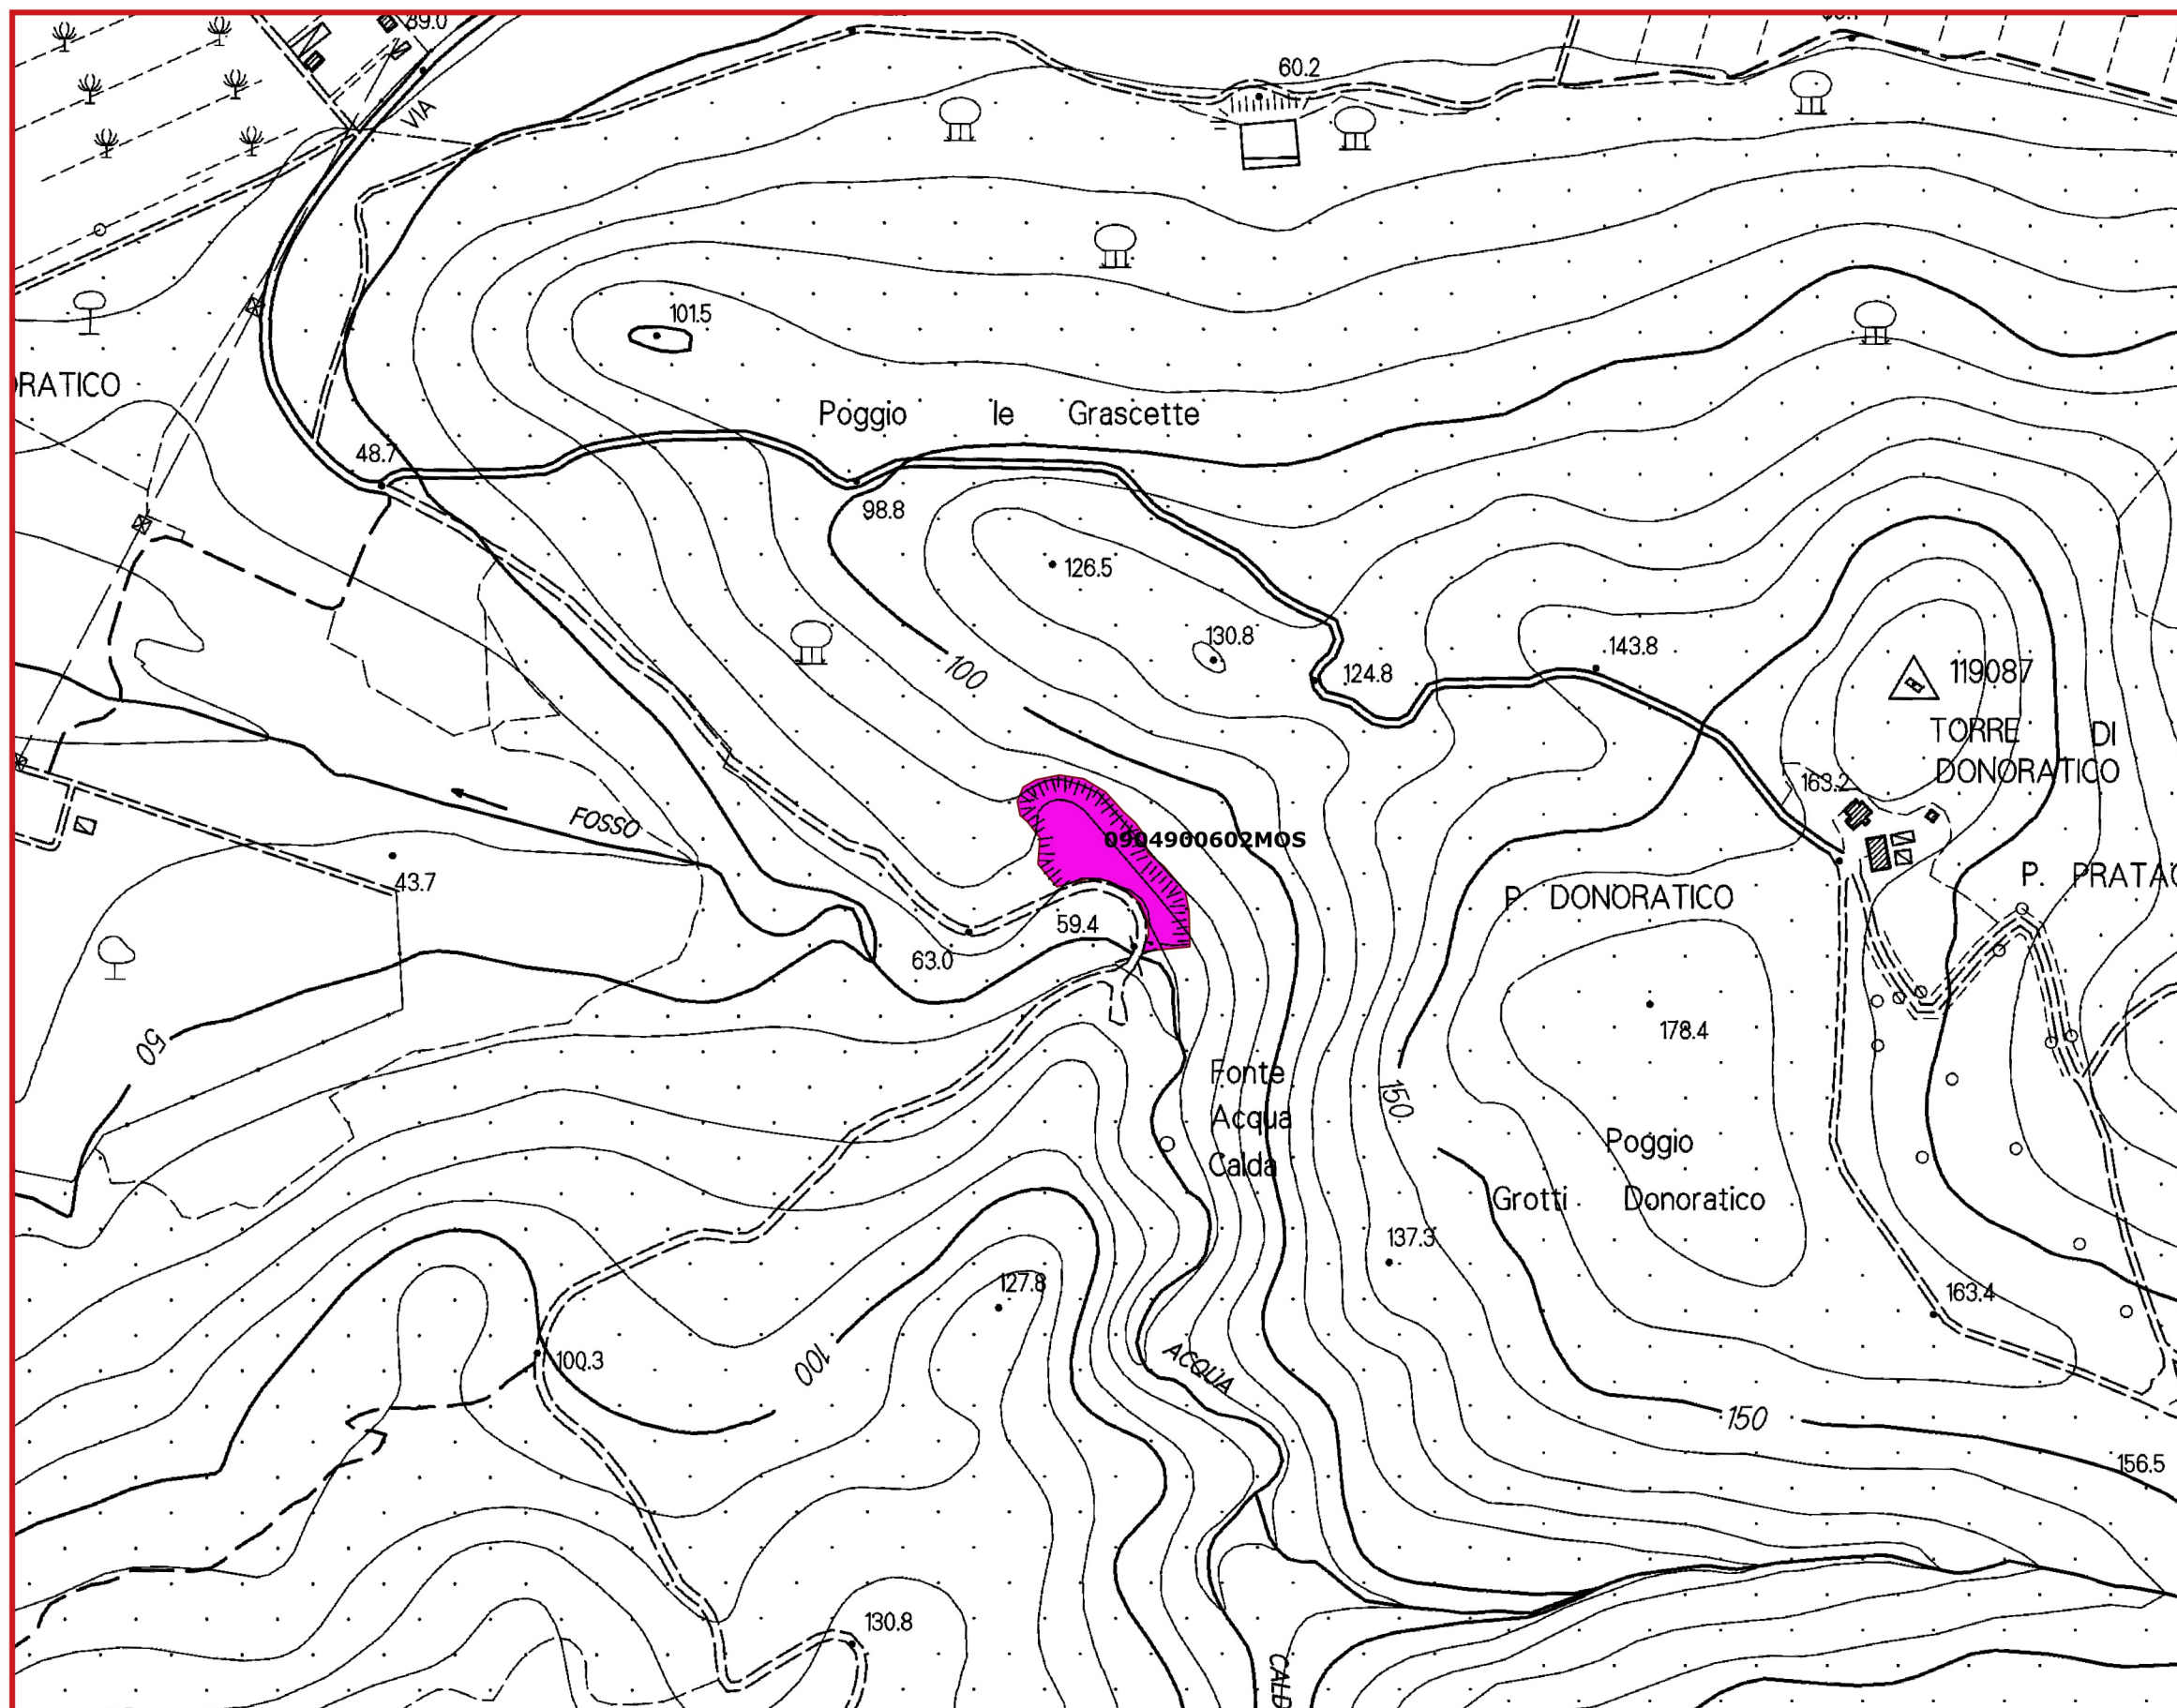 39.0
60.2
VIA
101.5
RATICO
Poggio le Grascette
48.7
98.8
126.5
130.8
100
124.8
143.8
119087
TORRE DI
DONORATICO
163.2
FOSSO
0904900602MOS
43.7
P. DONORATICO
P. PRATA
59.4
63.0
178.4
50
Fonte
Acqua
Calda
150
Poggio
Grotti Donoratico
137.3
127.8
163.4
100.3
100
ACQUA
150
156.5
130.8
CALD